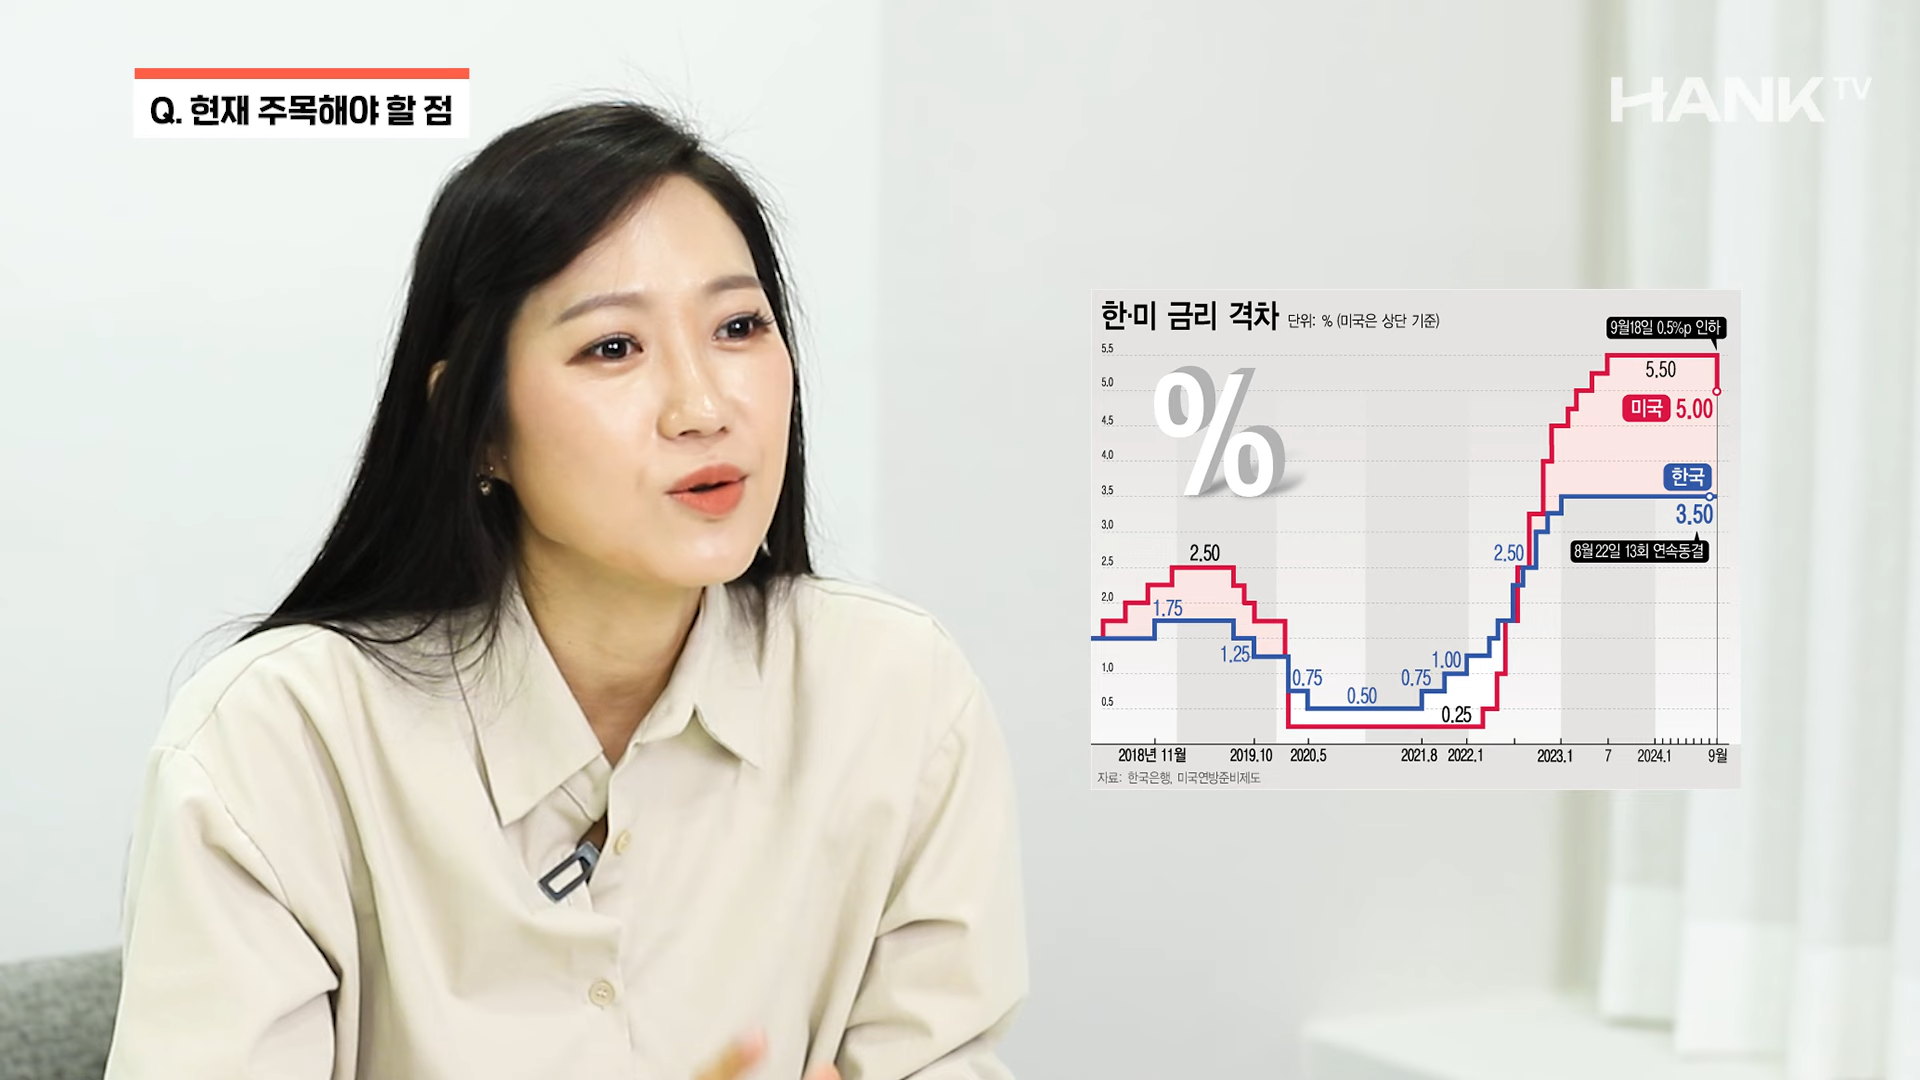 Q. 현재 주목해야 할 점
HANK TV
한·미 금리 격차 단위: % (미국은 상단 기준)
9월18일 0.5%p 인하
5.5
5.0
4.5
4.0
3.5
3.0
2.5
2.0
1.0
0.5
%
5.50
미국 5.00
한국
3.50
8월 22일 13회 연속동결
2.50
2.50
1.75
1.25
0.75
0.50
0.75
1.00
0.25
2018년 11월 2019.10 2020.5 2021.8 2022.1 2023.1 7 2024.1 9월
자료: 한국은행, 미국연방준비제도